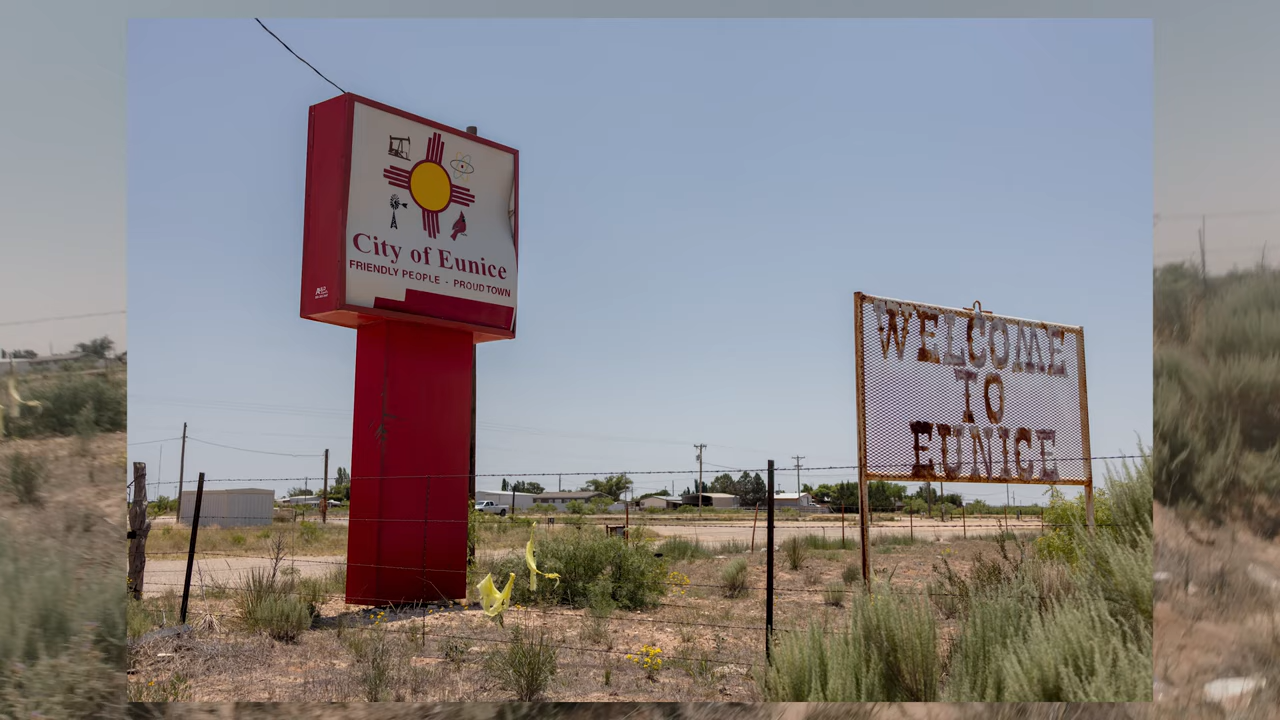 City of Eunice
FRIENDLY PEOPLE - PROUD TOWN
WELCOME
TO
EUNICE